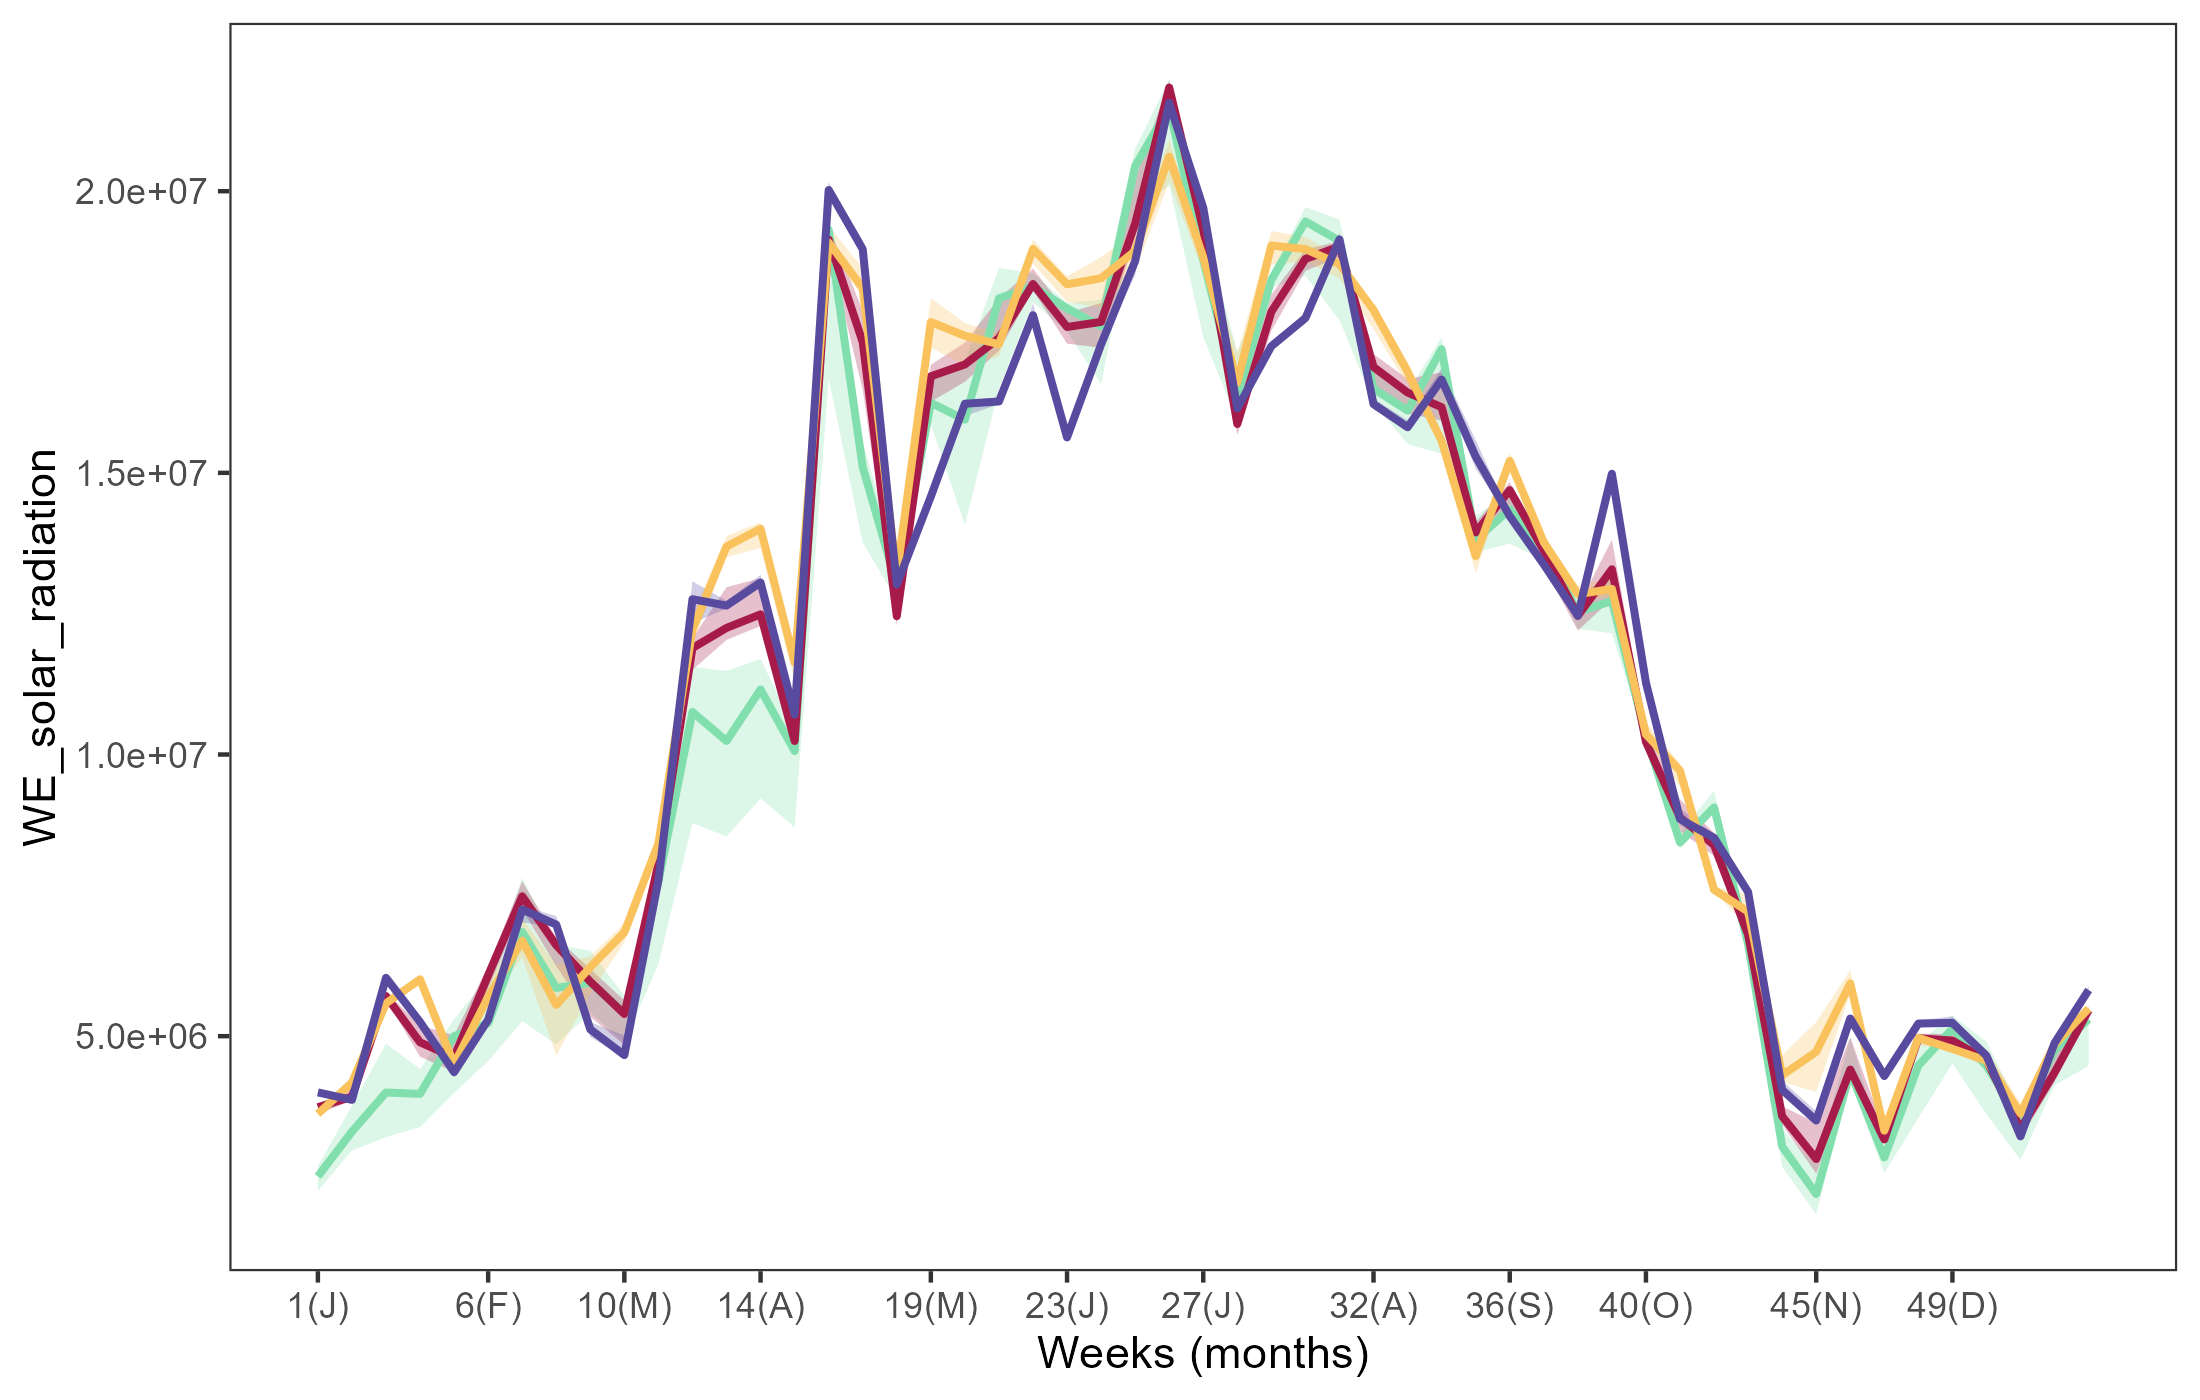 WE_solar_radiation
2.0e+07
1.5e+07
1.0e+07
5.0e+06
1(J) 6(F) 10(M) 14(A) 19(M) 23(J) 27(J) 32(A) 36(S) 40(O) 45(N) 49(D)
Weeks (months)